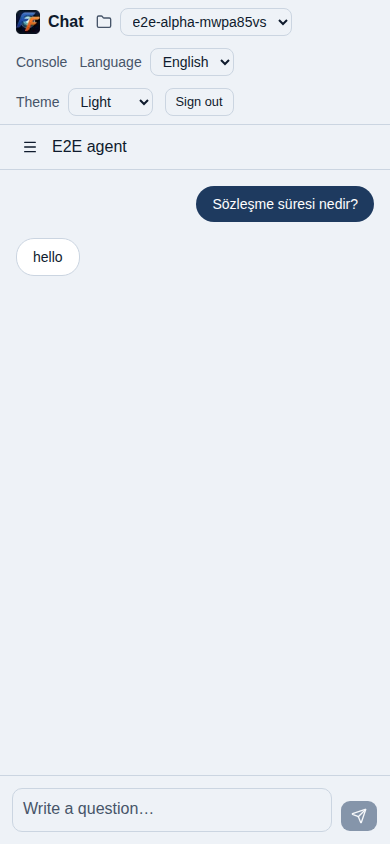 Chat e2e-alpha-mwpa85vs
Console Language English
Theme Light Sign out
E2E agent
Sözleşme süresi nedir?
hello
Write a question…